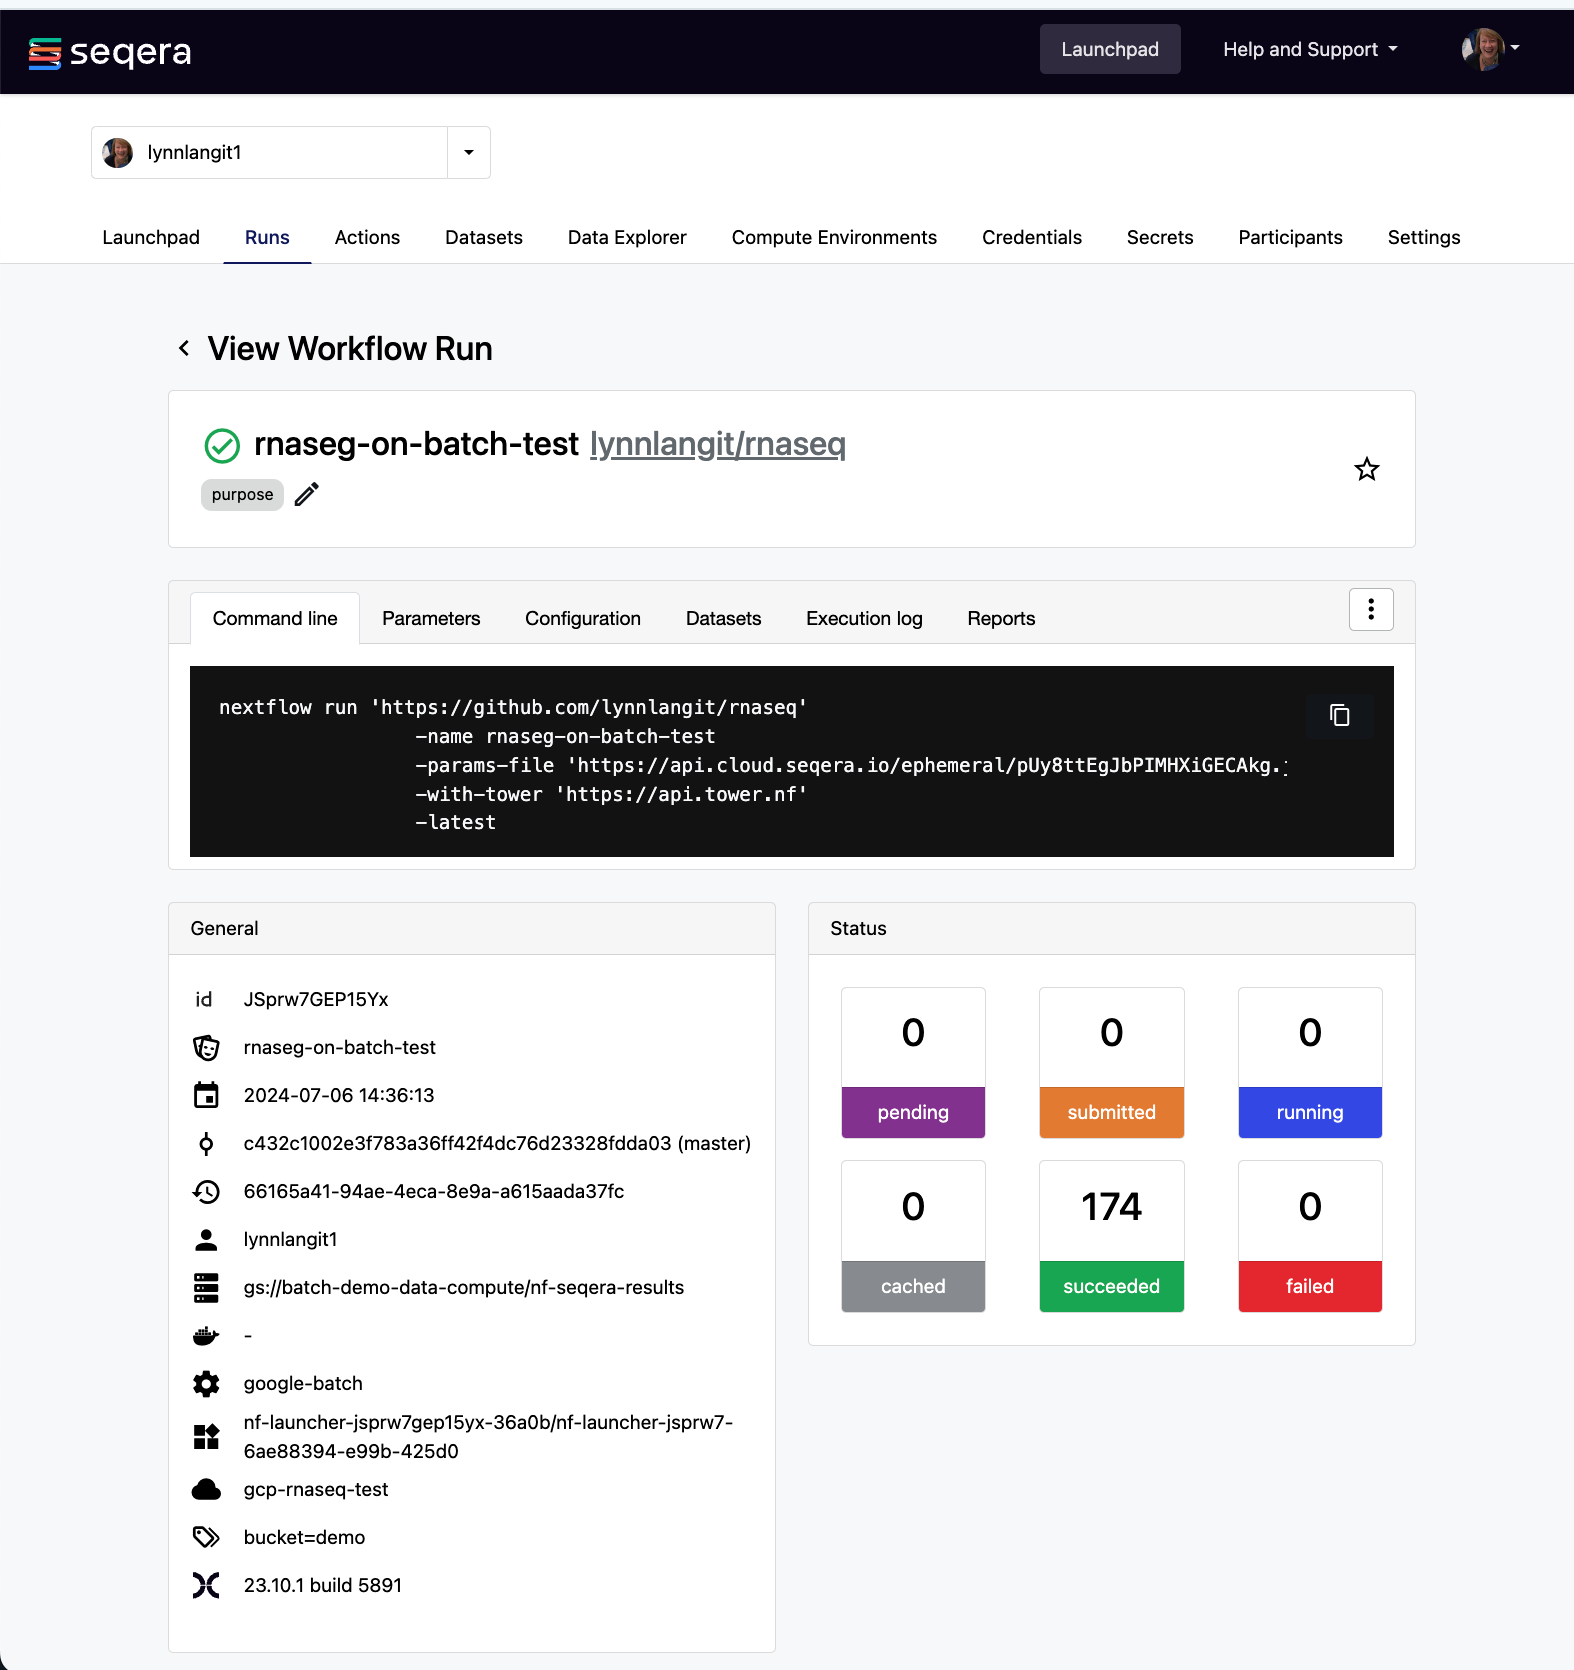 seqera
Launchpad
Help and Support
lynnlangit1
Launchpad Runs Actions Datasets Data Explorer Compute Environments Credentials Secrets Participants Settings
View Workflow Run
rnaseg-on-batch-test lynnlangit/rnaseq
purpose
Command line Parameters Configuration Datasets Execution log Reports
nextflow run 'https://github.com/lynnlangit/rnaseq'
-name rnaseg-on-batch-test
-params-file 'https://api.cloud.seqera.io/ephemeral/pUy8ttEgJbPIMHXiGECAkg.
-with-tower 'https://api.tower.nf'
-latest
General
id JSprw7GEP15Yx
rnaseg-on-batch-test
2024-07-06 14:36:13
c432c1002e3f783a36ff42f4dc76d23328fdda03 (master)
66165a41-94ae-4eca-8e9a-a615aada37fc
lynnlangit1
gs://batch-demo-data-compute/nf-seqera-results
-
google-batch
nf-launcher-jsprw7gep15yx-36a0b/nf-launcher-jsprw7-
6ae88394-e99b-425d0
gcp-rnaseq-test
bucket=demo
23.10.1 build 5891
Status
0 0 0
pending submitted running
0 174 0
cached succeeded failed